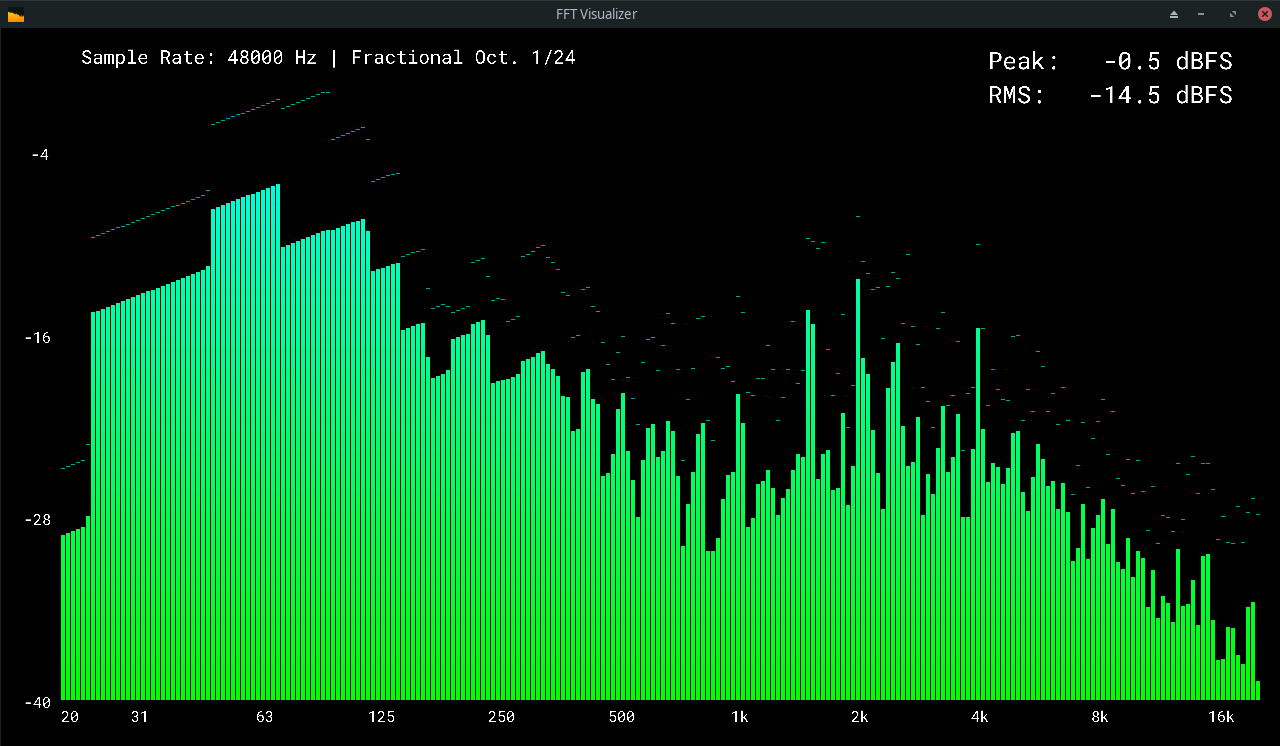 FFT Visualizer
Sample Rate: 48000 Hz | Fractional Oct. 1/24
Peak: -0.5 dBFS
RMS: -14.5 dBFS
-4
-16
-28
-40
20 31 63 125 250 500 1k 2k 4k 8k 16k